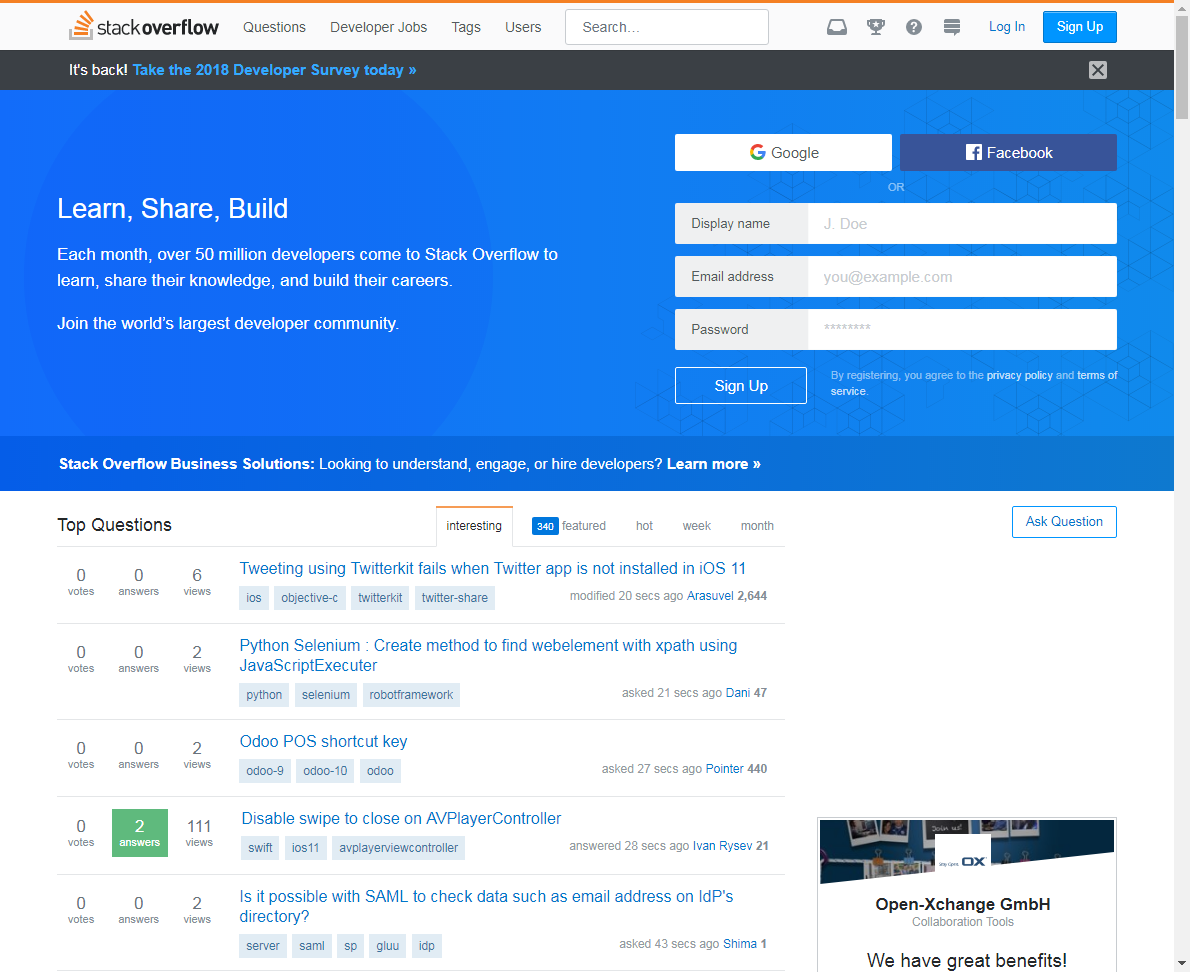 stackoverflow Questions Developer Jobs Tags Users Search... Log In Sign Up
It's back! Take the 2018 Developer Survey today »
Google Facebook
OR
Learn, Share, Build
Each month, over 50 million developers come to Stack Overflow to
learn, share their knowledge, and build their careers.
Join the world's largest developer community.
Display name J. Doe
Email address you@example.com
Password ********
Sign Up By registering, you agree to the privacy policy and terms of
service.
Stack Overflow Business Solutions: Looking to understand, engage, or hire developers? Learn more »
Top Questions interesting 340 featured hot week month Ask Question
0 votes 0 answers 6 views
Tweeting using Twitterkit fails when Twitter app is not installed in iOS 11
ios objective-c twitterkit twitter-share modified 20 secs ago Arasuvel 2,644
0 votes 0 answers 2 views
Python Selenium : Create method to find webelement with xpath using
JavaScriptExecuter
python selenium robotframework asked 21 secs ago Dani 47
0 votes 0 answers 2 views
Odoo POS shortcut key
odoo-9 odoo-10 odoo asked 27 secs ago Pointer 440
0 votes 2 answers 111 views
Disable swipe to close on AVPlayerController
swift ios11 avplayerviewcontroller answered 28 secs ago Ivan Rysev 21
0 votes 0 answers 2 views
Is it possible with SAML to check data such as email address on IdP's
directory?
server saml sp gluu idp asked 43 secs ago Shima 1
Join us!
Stay Open. OX
Open-Xchange GmbH
Collaboration Tools
We have great benefits!